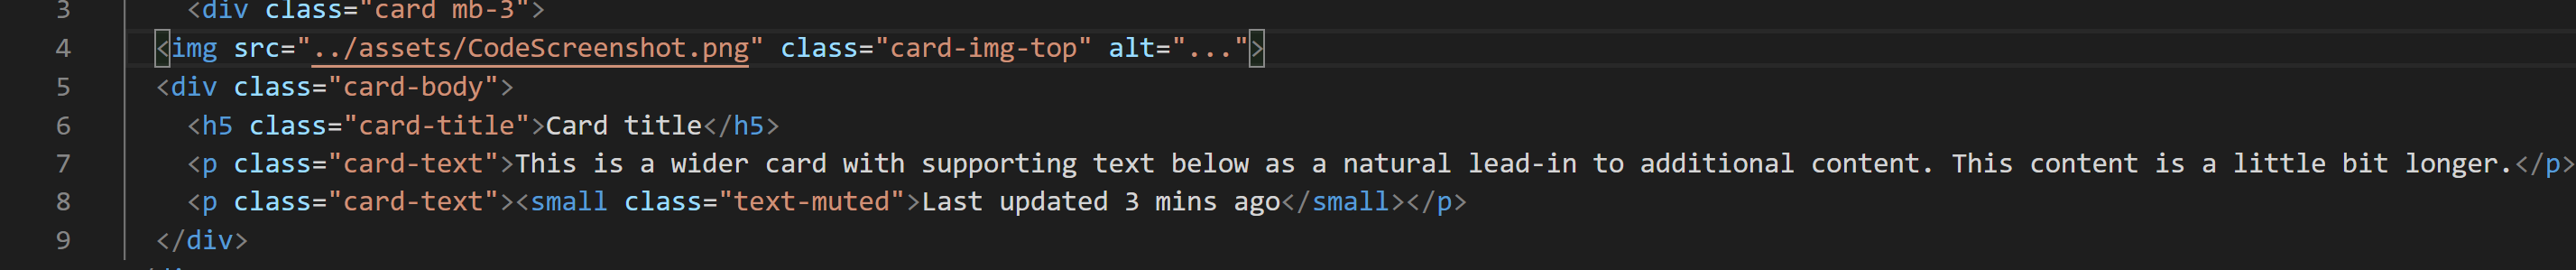 3 <div class="card mb-3">
4 <img src="../assets/CodeScreenshot.png" class="card-img-top" alt="...">
5 <div class="card-body">
6 <h5 class="card-title">Card title</h5>
7 <p class="card-text">This is a wider card with supporting text below as a natural lead-in to additional content. This content is a little bit longer.</p>
8 <p class="card-text"><small class="text-muted">Last updated 3 mins ago</small></p>
9 </div>